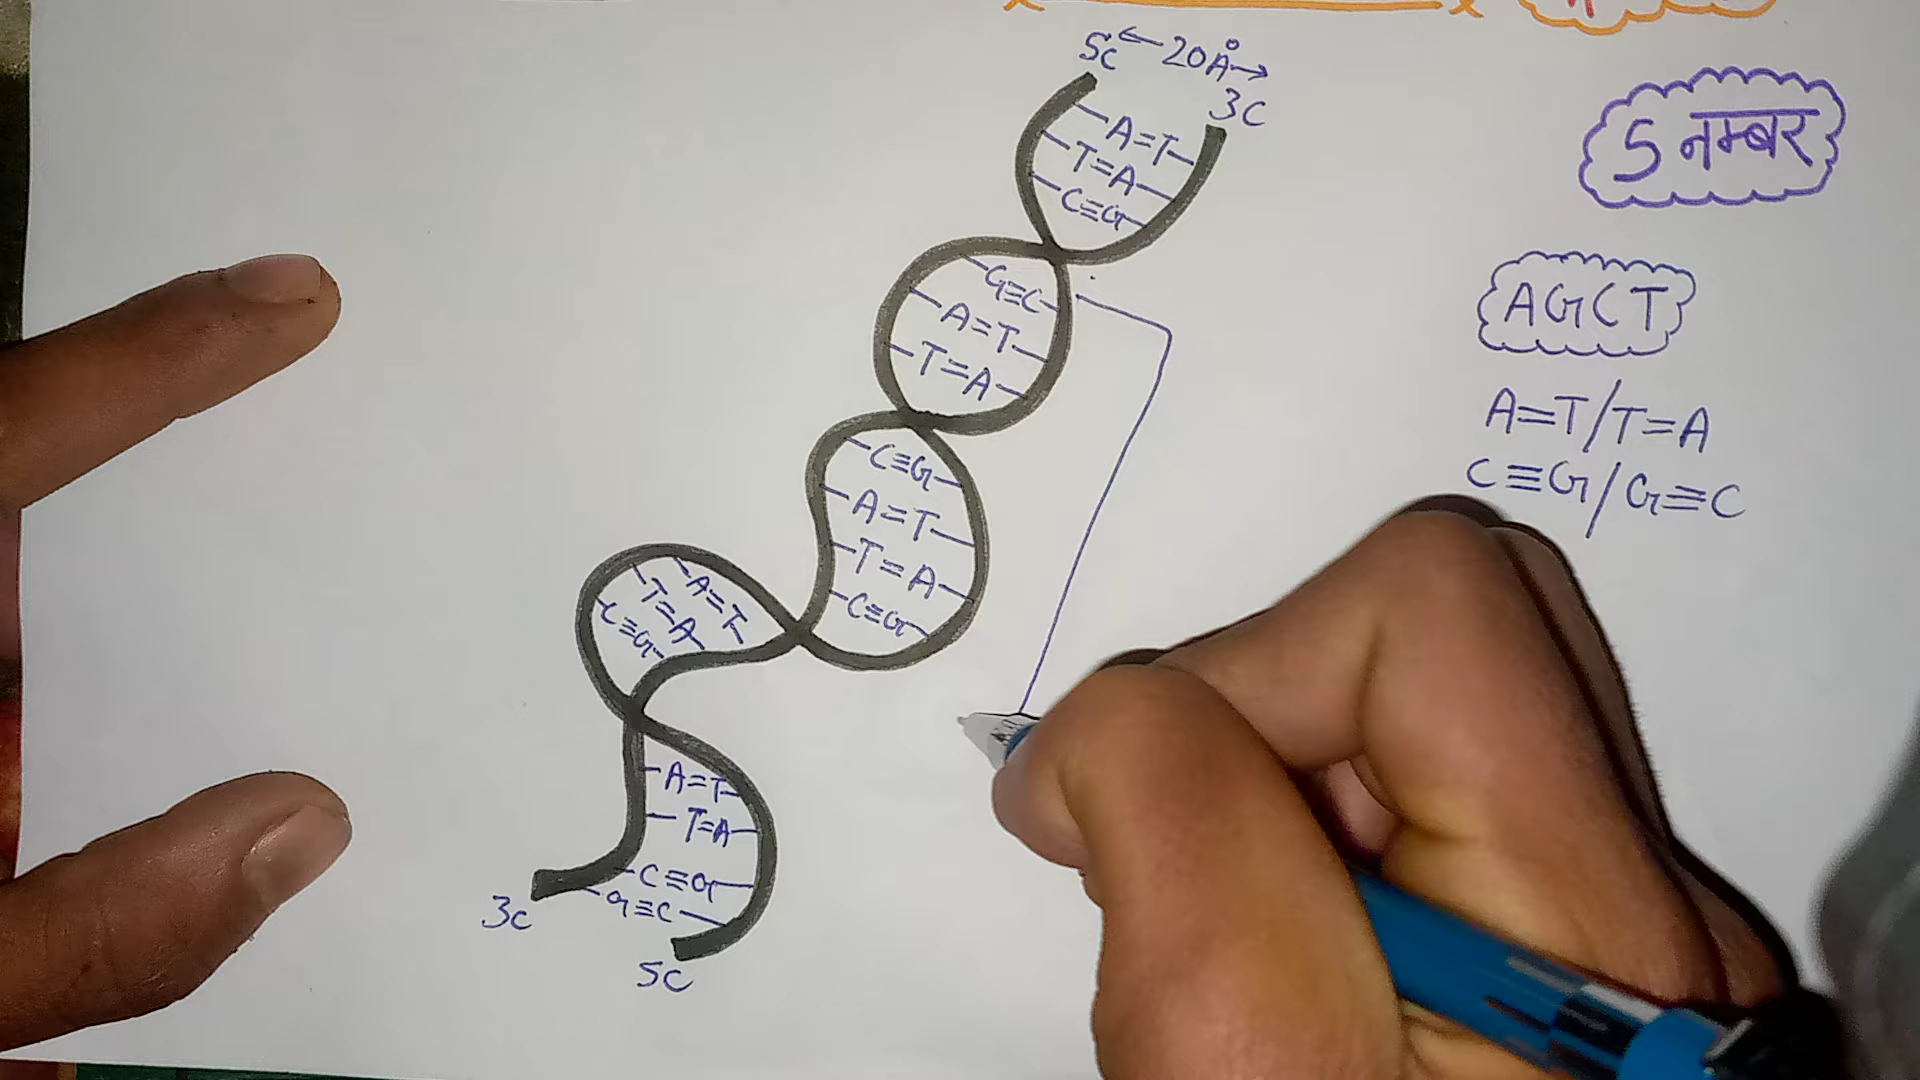 5C ← 20Å →
3C
A=T
T=A
C≡G
G≡C
A=T
T=A
C≡G
A=T
T=A
C≡G
A=T
T=A
C≡G
A=T
T=A
C≡G
G≡C
3C
5C
5 नम्बर
AGCT
A=T/T=A
C≡G/G≡C